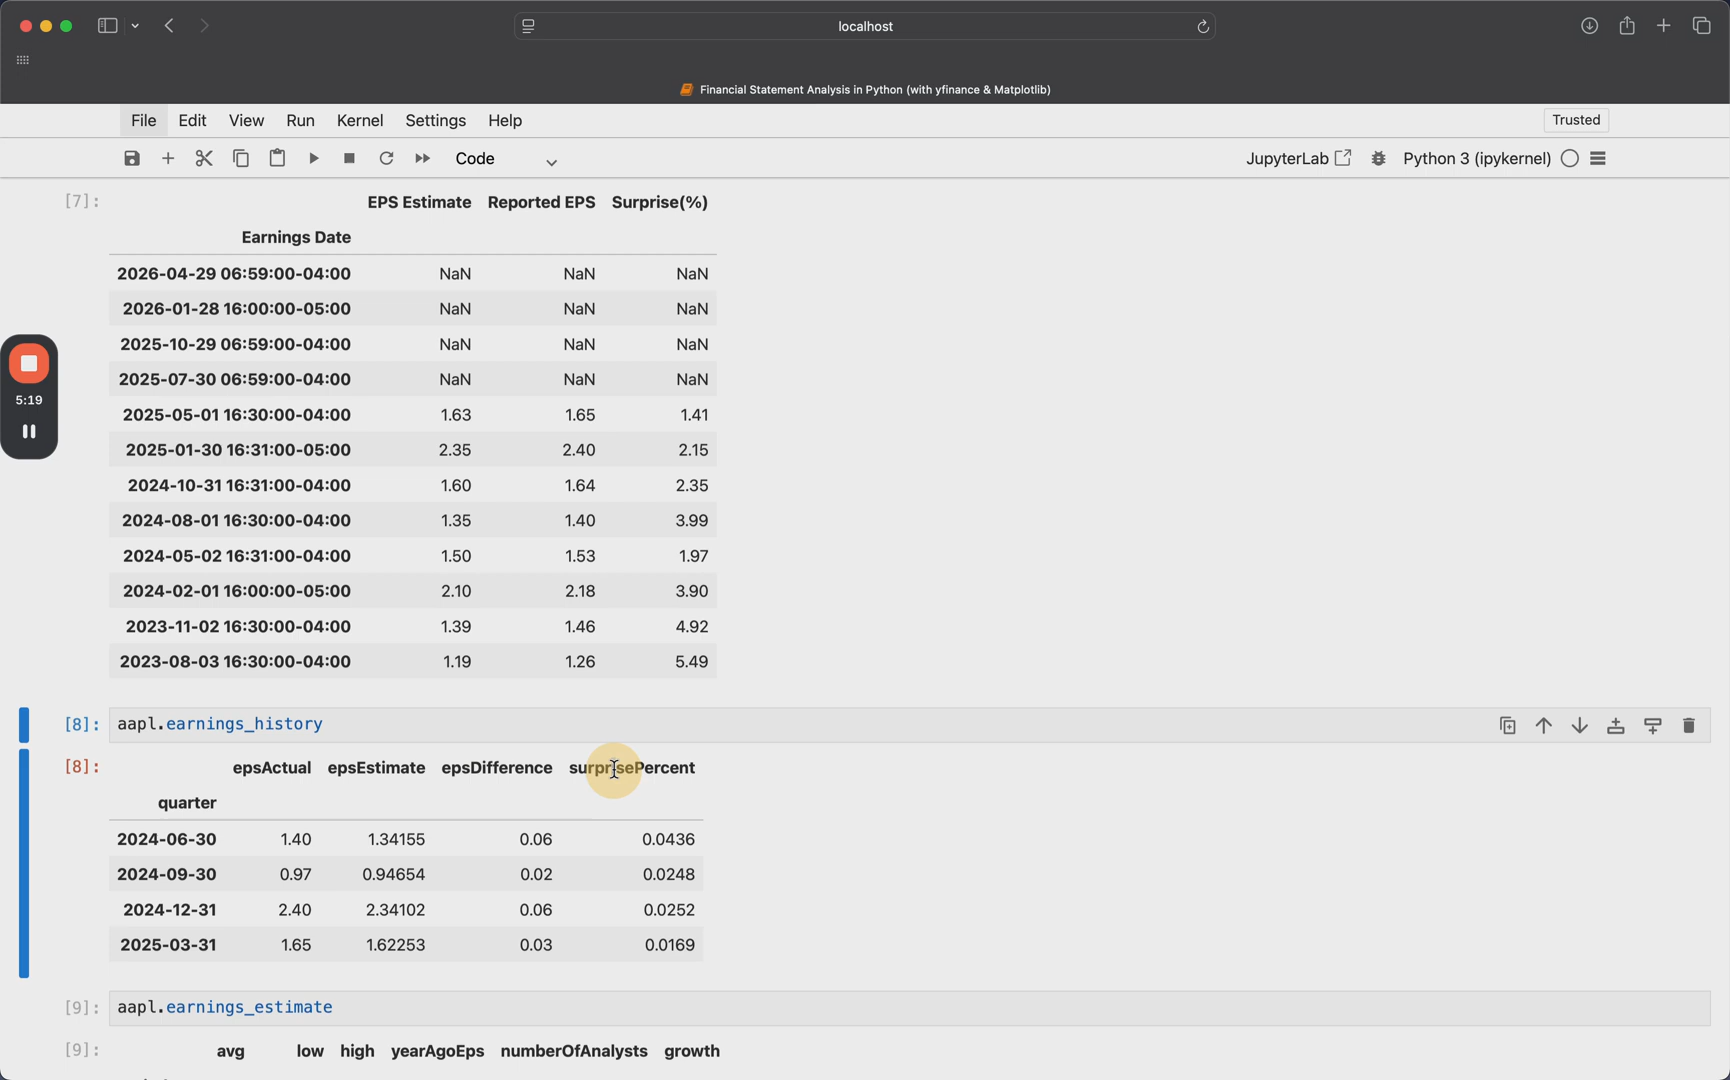 localhost
Financial Statement Analysis in Python (with yfinance & Matplotlib)
File Edit View Run Kernel Settings Help Trusted
Code JupyterLab Python 3 (ipykernel)
[7]: EPS Estimate Reported EPS Surprise(%)
Earnings Date
2026-04-29 06:59:00-04:00 NaN NaN NaN
2026-01-28 16:00:00-05:00 NaN NaN NaN
2025-10-29 06:59:00-04:00 NaN NaN NaN
2025-07-30 06:59:00-04:00 NaN NaN NaN
2025-05-01 16:30:00-04:00 1.63 1.65 1.41
2025-01-30 16:31:00-05:00 2.35 2.40 2.15
2024-10-31 16:31:00-04:00 1.60 1.64 2.35
2024-08-01 16:30:00-04:00 1.35 1.40 3.99
2024-05-02 16:31:00-04:00 1.50 1.53 1.97
2024-02-01 16:00:00-05:00 2.10 2.18 3.90
2023-11-02 16:30:00-04:00 1.39 1.46 4.92
2023-08-03 16:30:00-04:00 1.19 1.26 5.49
5:19
[8]: aapl.earnings_history
[8]: epsActual epsEstimate epsDifference surprisePercent
quarter
2024-06-30 1.40 1.34155 0.06 0.0436
2024-09-30 0.97 0.94654 0.02 0.0248
2024-12-31 2.40 2.34102 0.06 0.0252
2025-03-31 1.65 1.62253 0.03 0.0169
[9]: aapl.earnings_estimate
[9]: avg low high yearAgoEps numberOfAnalysts growth